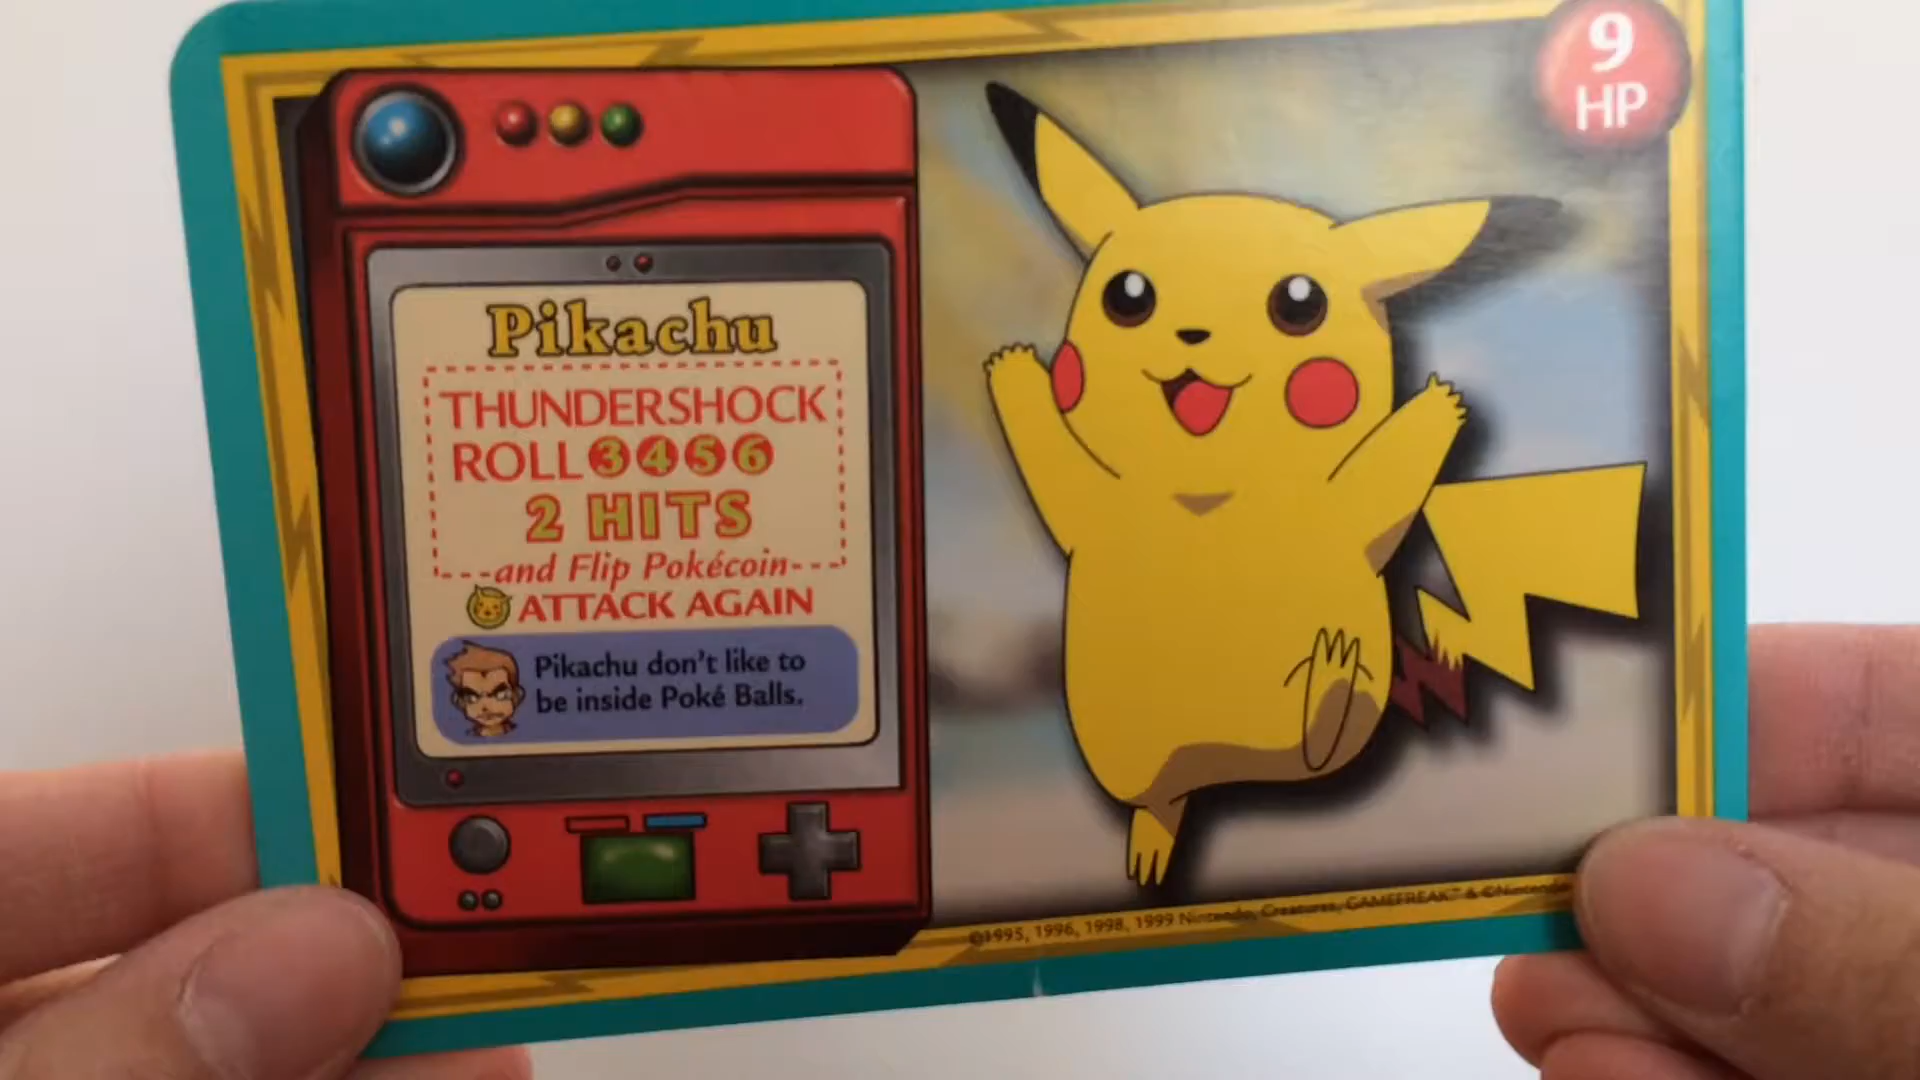 9
HP
Pikachu
THUNDERSHOCK
ROLL 3 4 5 6
2 HITS
and Flip Pokécoin
ATTACK AGAIN
Pikachu don't like to
be inside Poké Balls.
©1995, 1996, 1998, 1999 Nintendo, Creatures, GAMEFREAK™ & ©Nintendo